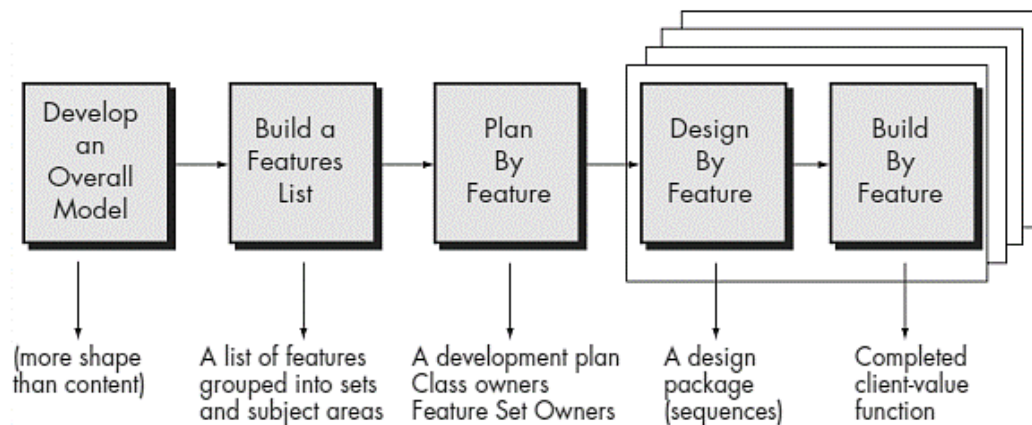 Develop
an
Overall
Model
Build a
Features
List
Plan
By
Feature
Design
By
Feature
Build
By
Feature
(more shape
than content)
A list of features
grouped into sets
and subject areas
A development plan
Class owners
Feature Set Owners
A design
package
(sequences)
Completed
client-value
function